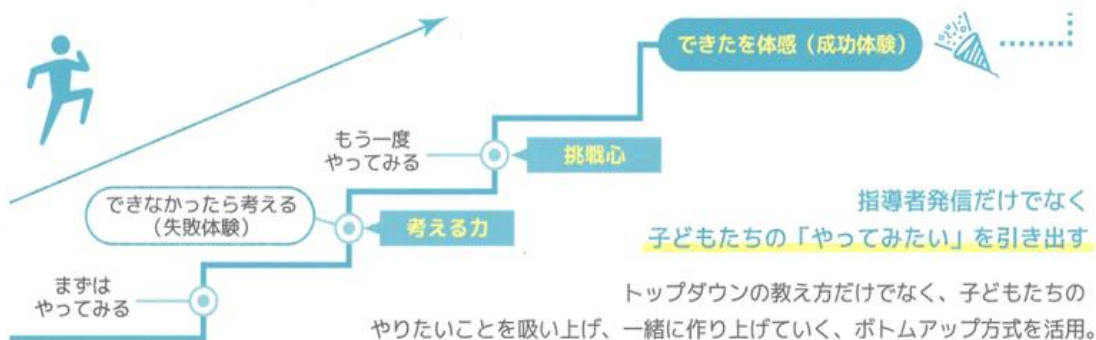 できたを体感（成功体験）
もう一度
やってみる
挑戦心
できなかったら考える
（失敗体験）
考える力
まずは
やってみる
指導者発信だけでなく
子どもたちの「やってみたい」を引き出す
トップダウンの教え方だけでなく、子どもたちの
やりたいことを吸い上げ、一緒に作り上げていく、ボトムアップ方式を活用。